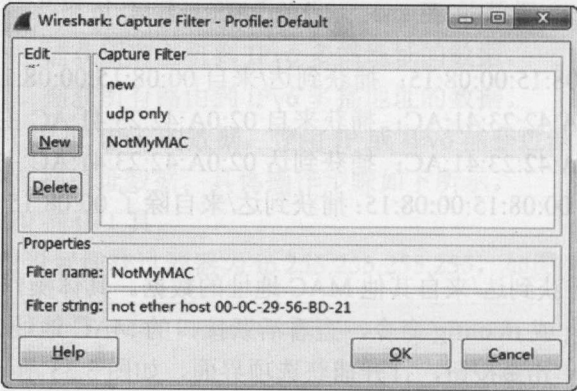 Wireshark: Capture Filter - Profile: Default
Edit
Capture Filter
new
udp only
NotMyMAC
New
Delete
Properties
Filter name: NotMyMAC
Filter string: not ether host 00-0C-29-56-BD-21
Help
OK
Cancel